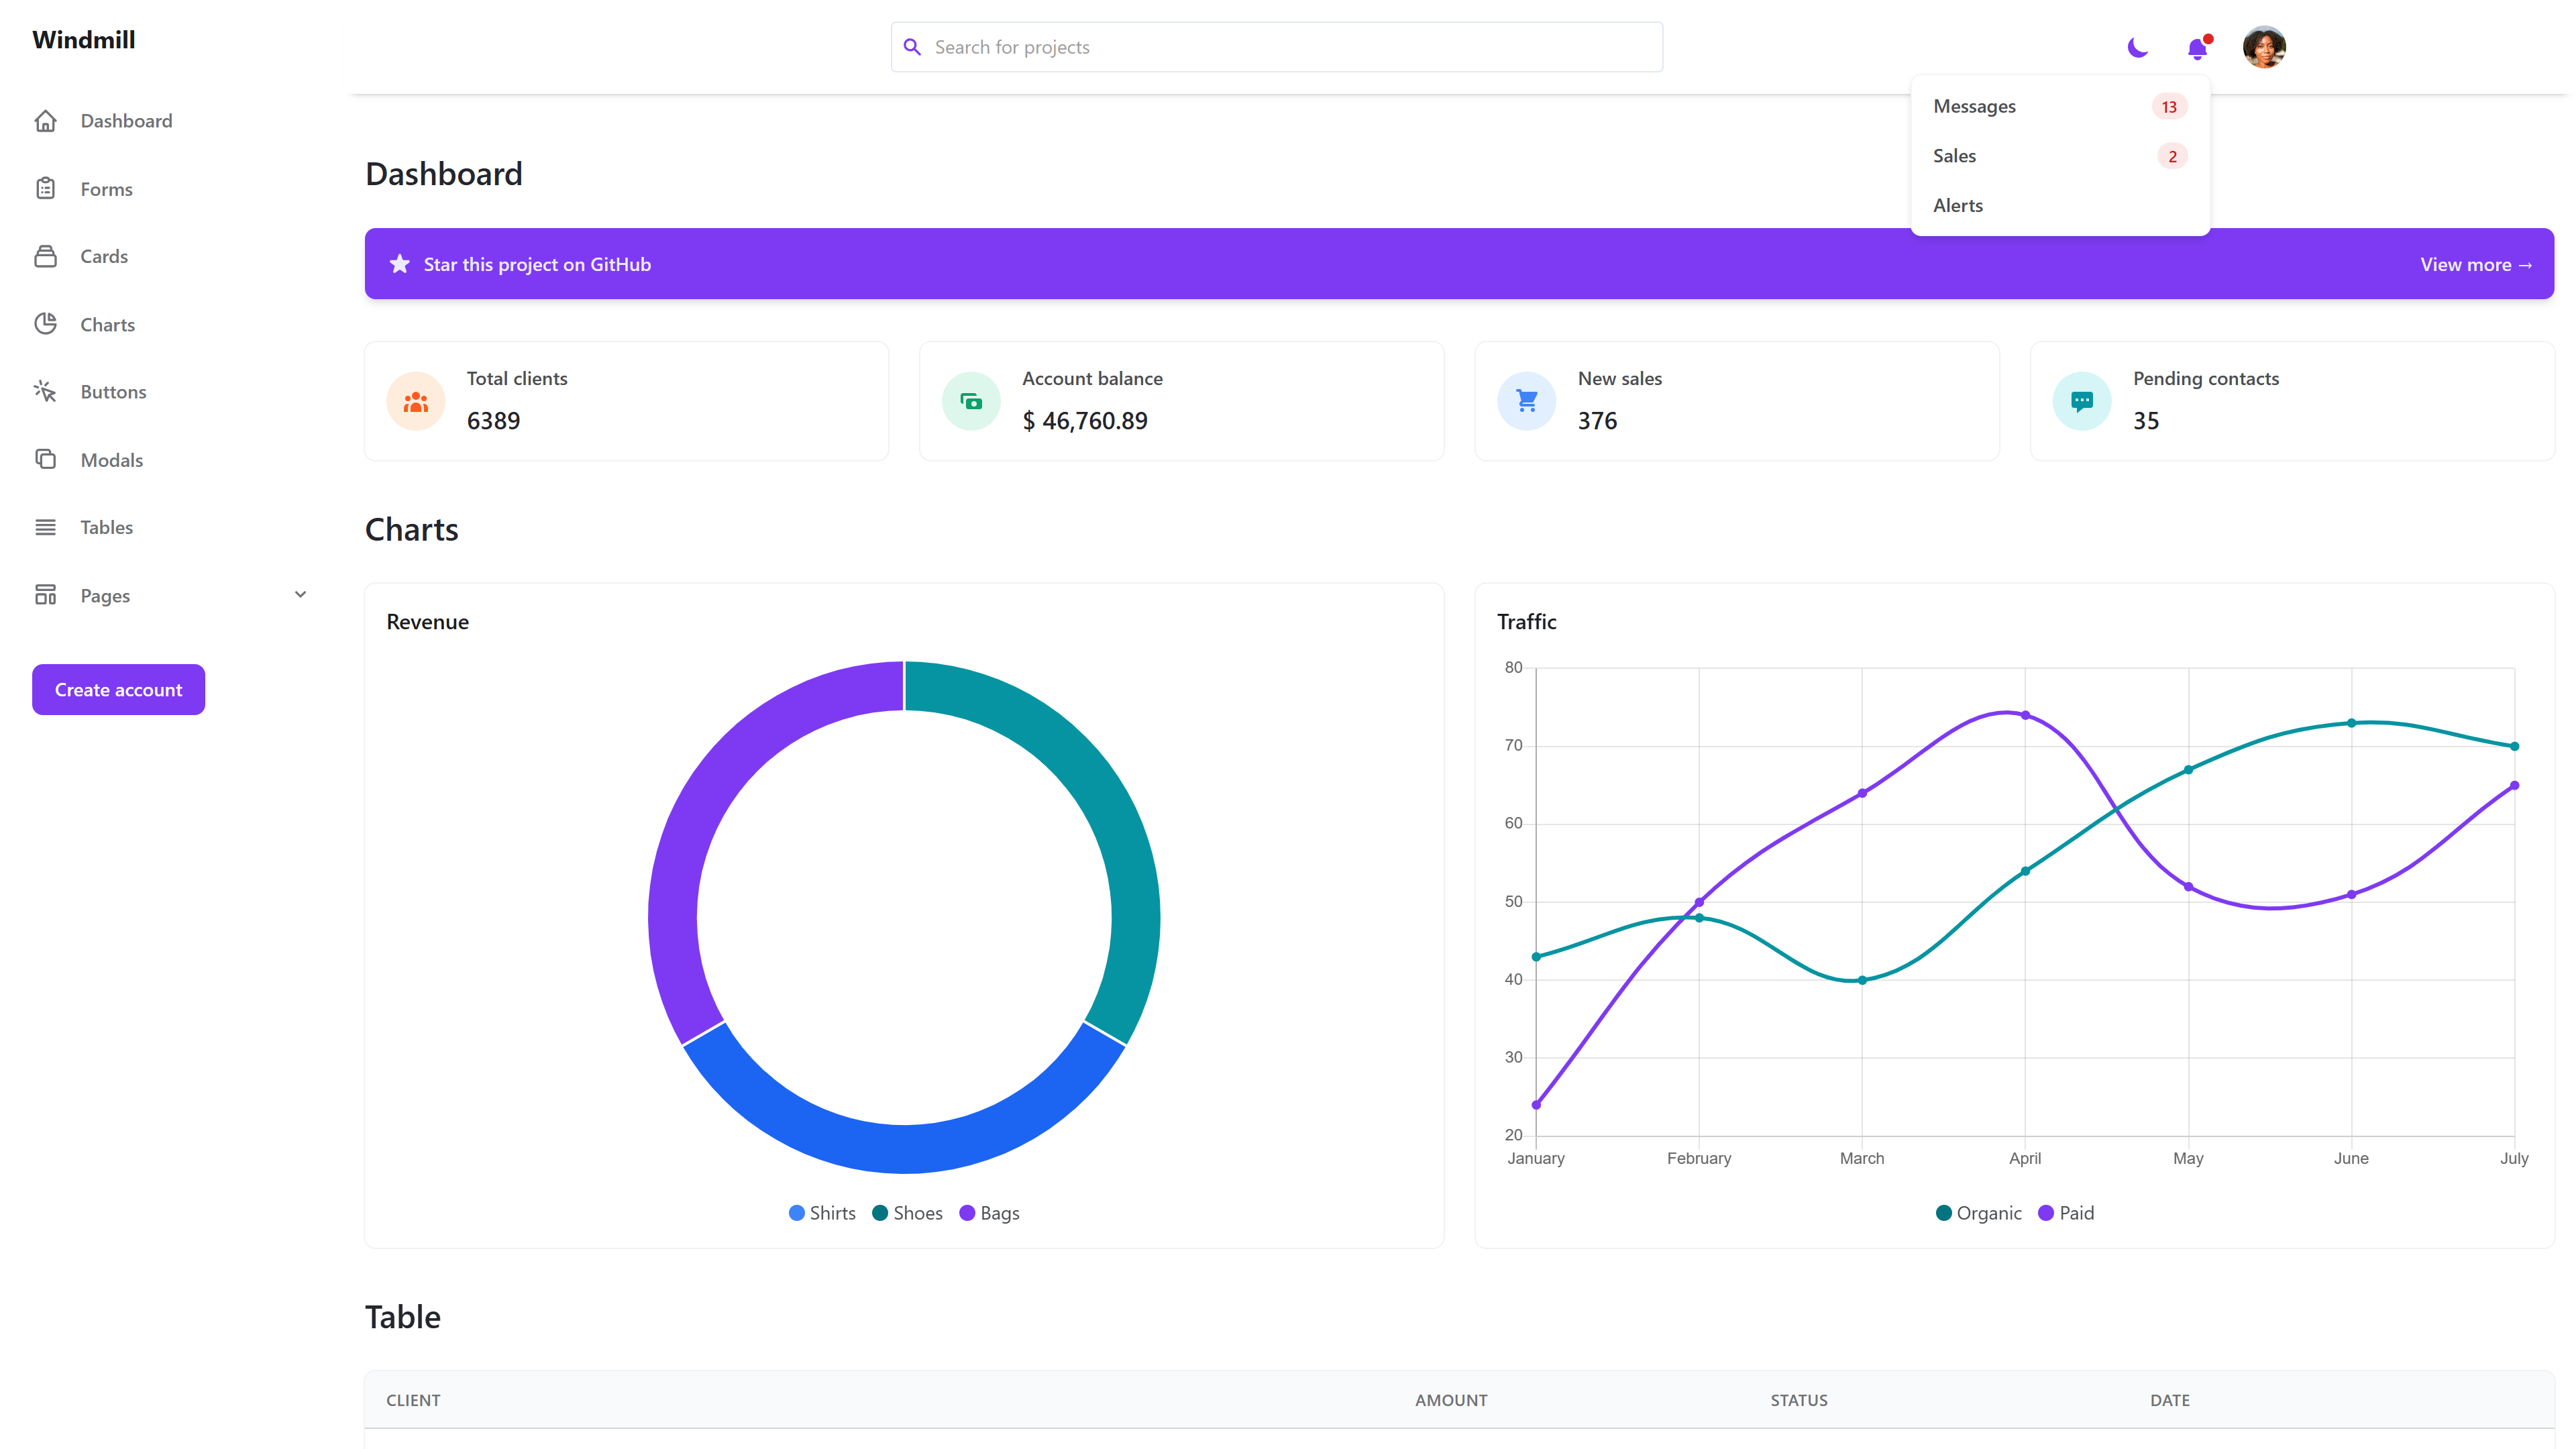 Windmill
Search for projects
Dashboard
Forms
Cards
Charts
Buttons
Modals
Tables
Pages
Create account
Messages 13
Sales 2
Alerts
Dashboard
Star this project on GitHub
View more →
Total clients
6389
Account balance
$ 46,760.89
New sales
376
Pending contacts
35
Charts
Revenue
Shirts Shoes Bags
Traffic
80
70
60
50
40
30
20
January February March April May June July
Organic Paid
Table
CLIENT AMOUNT STATUS DATE